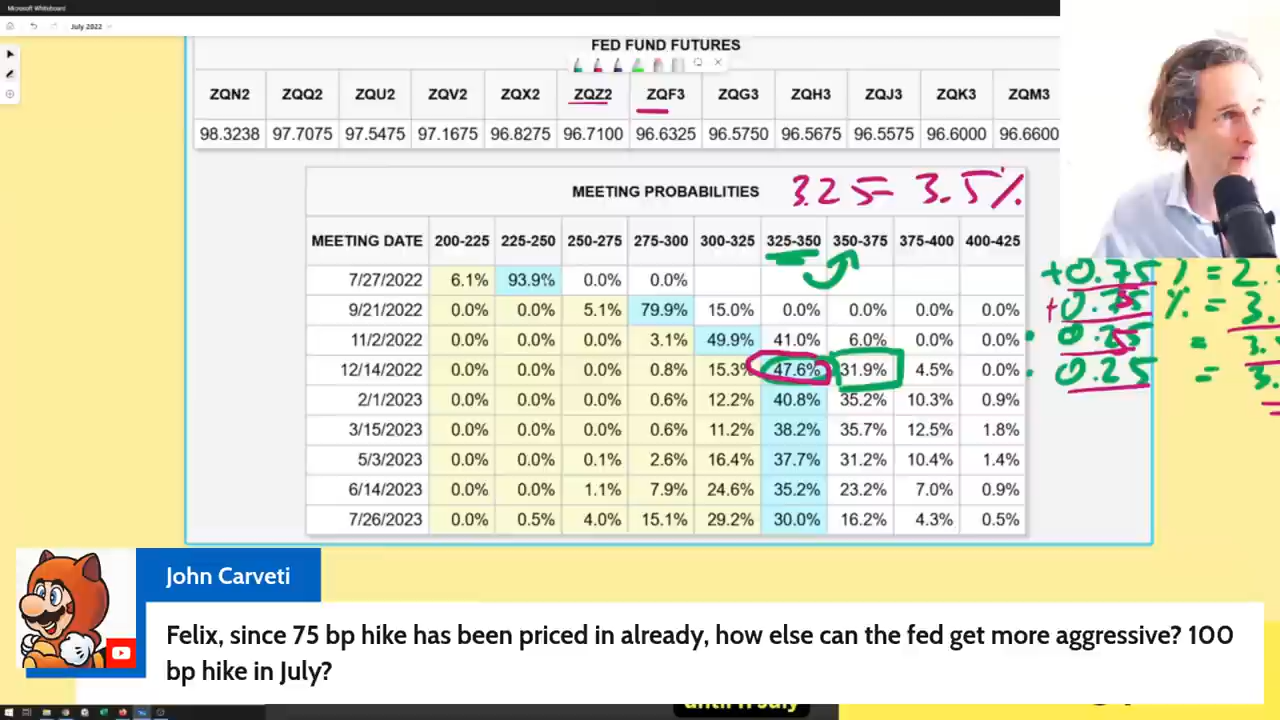 Microsoft Whiteboard
July 2022
FED FUND FUTURES
ZQN2 ZQQ2 ZQU2 ZQV2 ZQX2 ZQZ2 ZQF3 ZQG3 ZQH3 ZQJ3 ZQK3 ZQM3
98.3238 97.7075 97.5475 97.1675 96.8275 96.7100 96.6325 96.5750 96.5675 96.5575 96.6000 96.6600
MEETING PROBABILITIES 3.25= 3.5%
MEETING DATE 200-225 225-250 250-275 275-300 300-325 325-350 350-375 375-400 400-425
7/27/2022 6.1% 93.9% 0.0% 0.0% +0.75% = 2.
9/21/2022 0.0% 0.0% 5.1% 79.9% 15.0% 0.0% 0.0% 0.0% 0.0% +0.75 % = 3.
11/2/2022 0.0% 0.0% 0.0% 3.1% 49.9% 41.0% 6.0% 0.0% 0.0% 0.25 = 3.
12/14/2022 0.0% 0.0% 0.0% 0.8% 15.3% 47.6% 31.9% 4.5% 0.0% 0.25 = 3.
2/1/2023 0.0% 0.0% 0.0% 0.6% 12.2% 40.8% 35.2% 10.3% 0.9%
3/15/2023 0.0% 0.0% 0.0% 0.6% 11.2% 38.2% 35.7% 12.5% 1.8%
5/3/2023 0.0% 0.0% 0.1% 2.6% 16.4% 37.7% 31.2% 10.4% 1.4%
6/14/2023 0.0% 0.0% 1.1% 7.9% 24.6% 35.2% 23.2% 7.0% 0.9%
7/26/2023 0.0% 0.5% 4.0% 15.1% 29.2% 30.0% 16.2% 4.3% 0.5%
John Carveti
Felix, since 75 bp hike has been priced in already, how else can the fed get more aggressive? 100
bp hike in July?